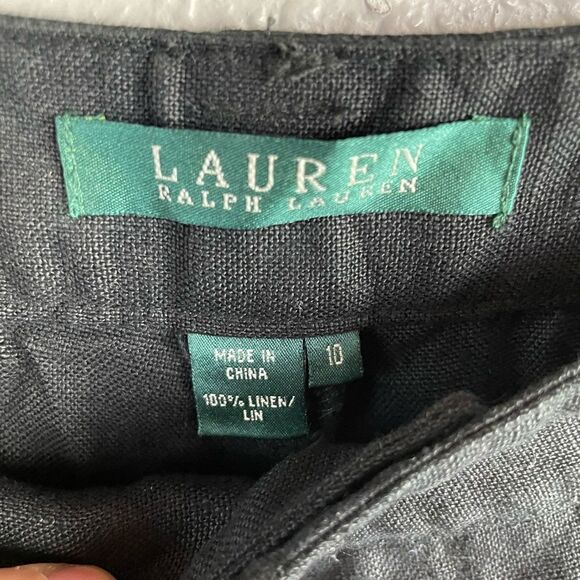 LAUREN
RALPH LAUREN
MADE IN
CHINA
100% LINEN/
LIN
10